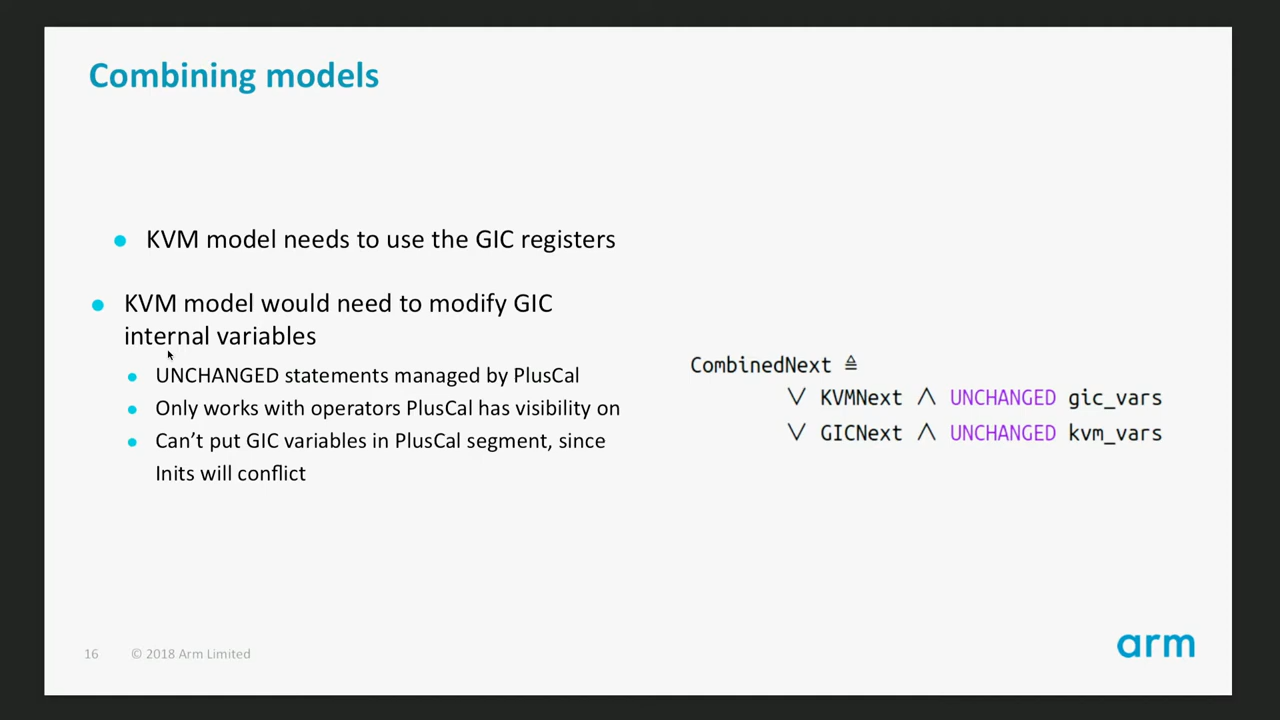 Combining models
KVM model needs to use the GIC registers
KVM model would need to modify GIC
internal variables
UNCHANGED statements managed by PlusCal
Only works with operators PlusCal has visibility on
Can’t put GIC variables in PlusCal segment, since
Inits will conflict
CombinedNext ≜
∨ KVMNext ∧ UNCHANGED gic_vars
∨ GICNext ∧ UNCHANGED kvm_vars
16 © 2018 Arm Limited
arm